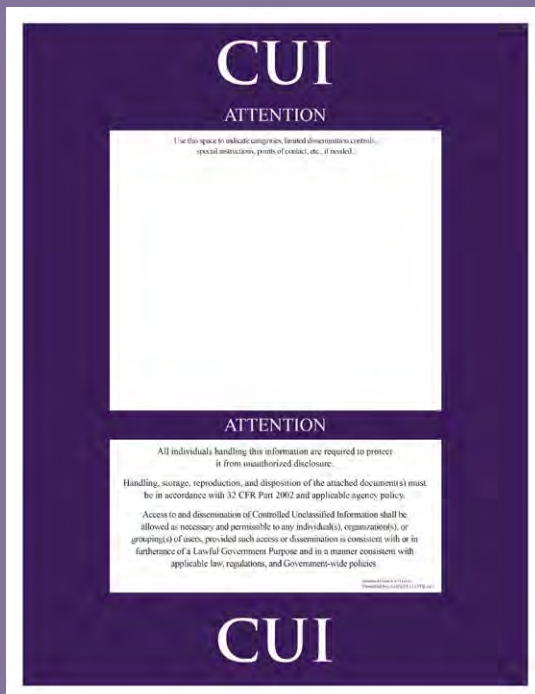 CUI
ATTENTION
Use this space to indicate categories, limited dissemination controls,
special instructions, points of contact, etc., if needed.
ATTENTION
All individuals handling this information are required to protect
it from unauthorized disclosure.
Handling, storage, reproduction, and disposition of the attached document(s) must
be in accordance with 32 CFR Part 2002 and applicable agency policy.
Access to and dissemination of Controlled Unclassified Information shall be
allowed as necessary and permissible to any individual(s), organization(s), or
grouping(s) of users, provided such access or dissemination is consistent with or in
furtherance of a Lawful Government Purpose and in a manner consistent with
applicable law, regulations, and Government-wide policies
CUI